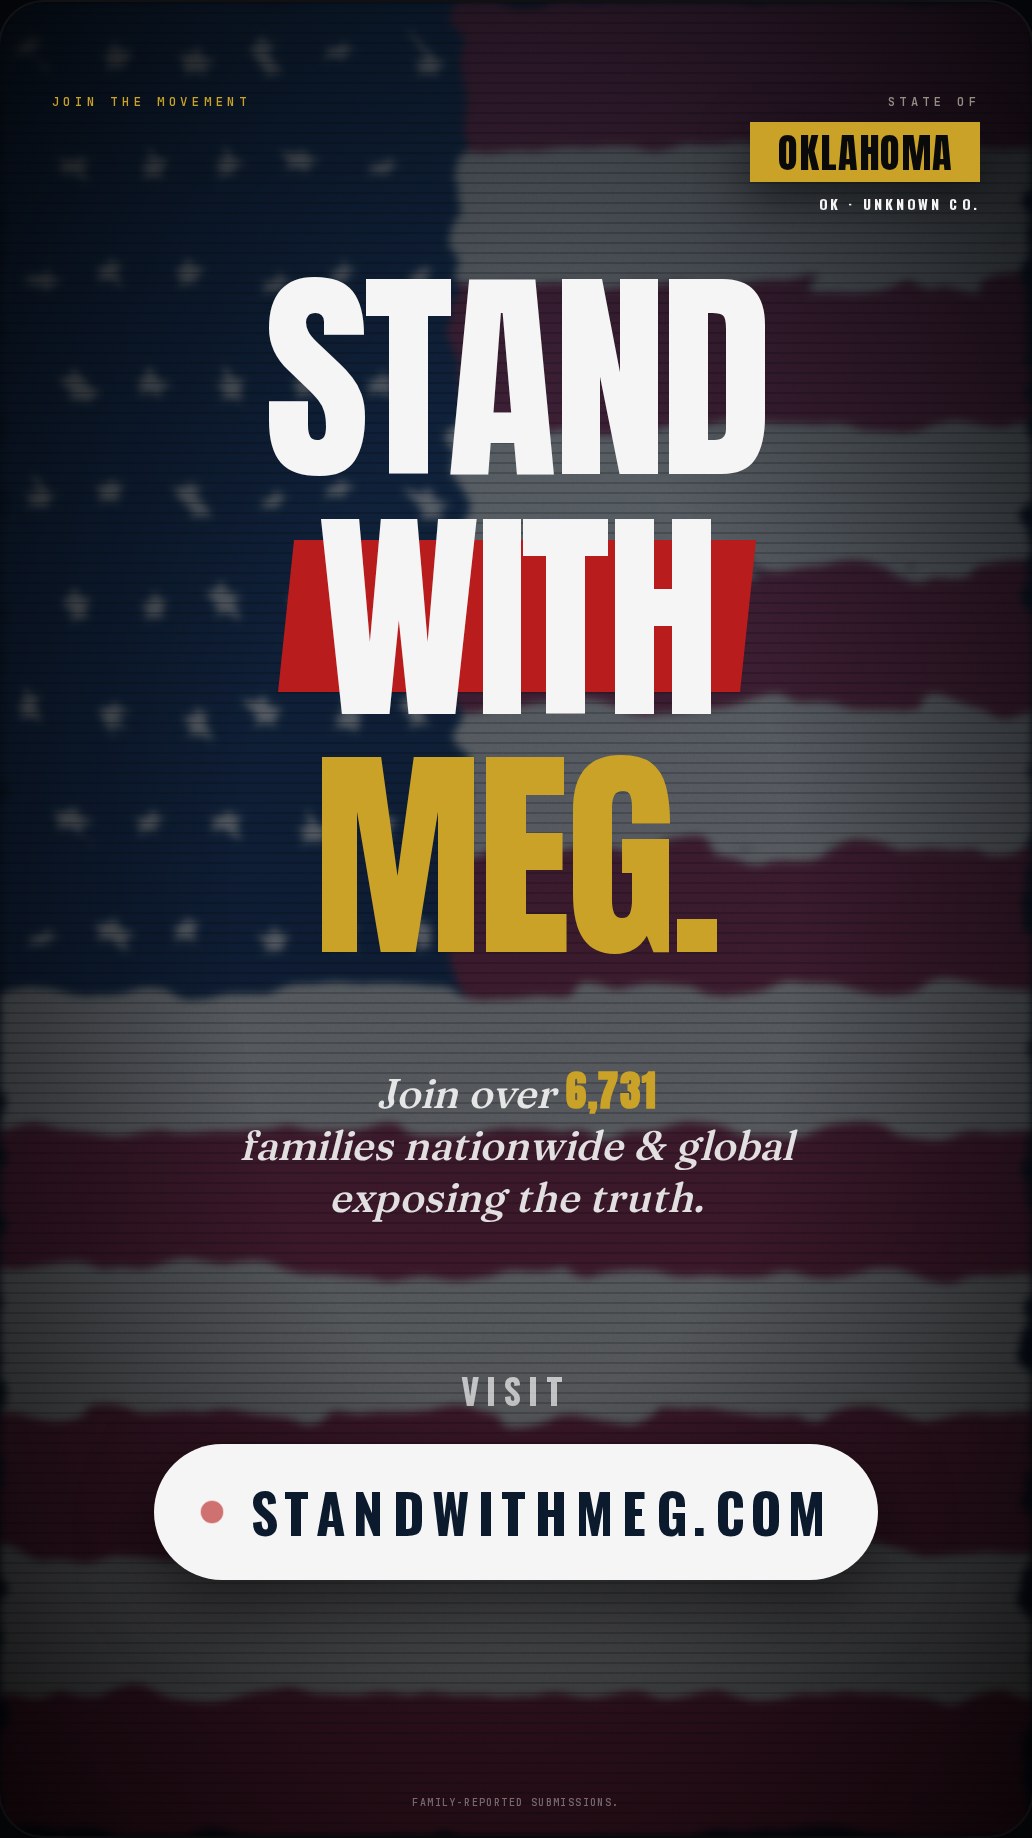 JOIN THE MOVEMENT
STATE OF
OKLAHOMA
OK · UNKNOWN CO.
STAND
WITH
MEG.
Join over 6,731
families nationwide & global
exposing the truth.
VISIT
STANDWITHMEG.COM
FAMILY-REPORTED SUBMISSIONS.